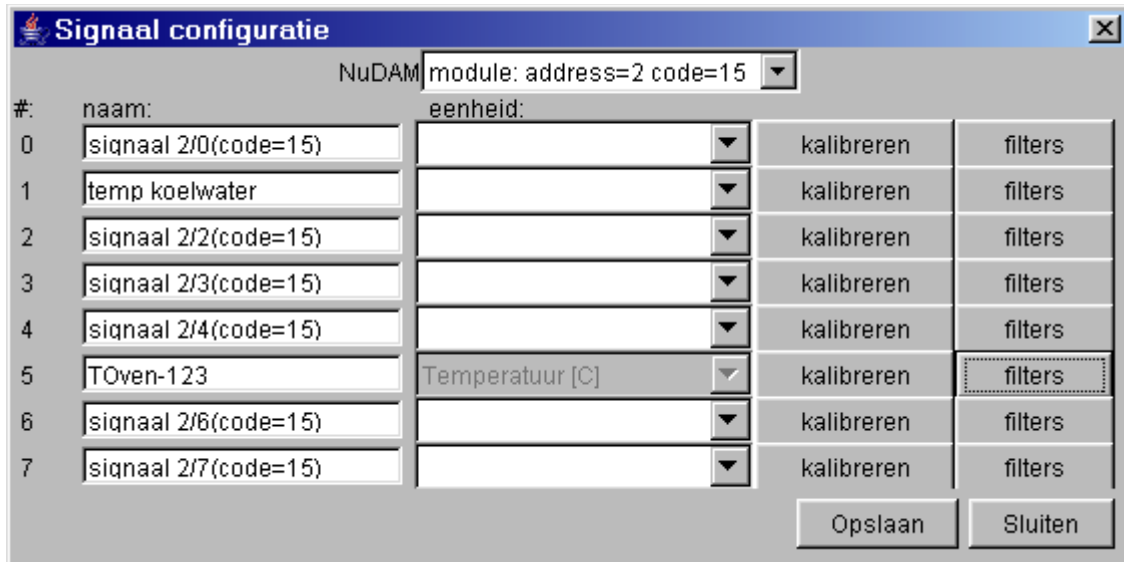 Signaal configuratie
NuDAM module: address=2 code=15
#: naam: eenheid:
0 signaal 2/0(code=15) kalibreren filters
1 temp koelwater kalibreren filters
2 signaal 2/2(code=15) kalibreren filters
3 signaal 2/3(code=15) kalibreren filters
4 signaal 2/4(code=15) kalibreren filters
5 TOven-123 Temperatuur [C] kalibreren filters
6 signaal 2/6(code=15) kalibreren filters
7 signaal 2/7(code=15) kalibreren filters
Opslaan Sluiten